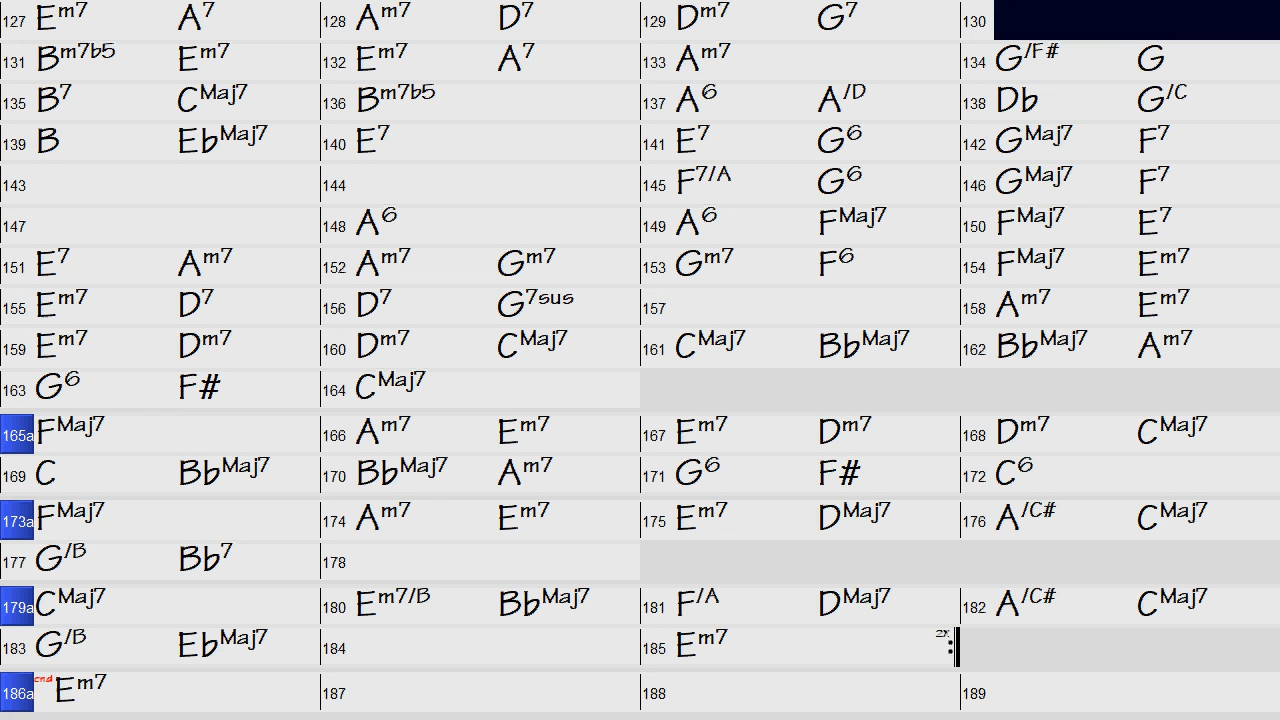 127 Em7 A7 128 Am7 D7 129 Dm7 G7 130
131 Bm7b5 Em7 132 Em7 A7 133 Am7 134 G/F# G
135 B7 CMaj7 136 Bm7b5 137 A6 A/D 138 Db G/C
139 B EbMaj7 140 E7 141 E7 G6 142 GMaj7 F7
143 144 145 F7/A G6 146 GMaj7 F7
147 148 A6 149 A6 FMaj7 150 FMaj7 E7
151 E7 Am7 152 Am7 Gm7 153 Gm7 F6 154 FMaj7 Em7
155 Em7 D7 156 D7 G7sus 157 158 Am7 Em7
159 Em7 Dm7 160 Dm7 CMaj7 161 CMaj7 BbMaj7 162 BbMaj7 Am7
163 G6 F# 164 CMaj7
165a FMaj7 166 Am7 Em7 167 Em7 Dm7 168 Dm7 CMaj7
169 C BbMaj7 170 BbMaj7 Am7 171 G6 F# 172 C6
173a FMaj7 174 Am7 Em7 175 Em7 DMaj7 176 A/C# CMaj7
177 G/B Bb7 178
179a CMaj7 180 Em7/B BbMaj7 181 F/A DMaj7 182 A/C# CMaj7
183 G/B EbMaj7 184 185 Em7 2x
186a end Em7 187 188 189